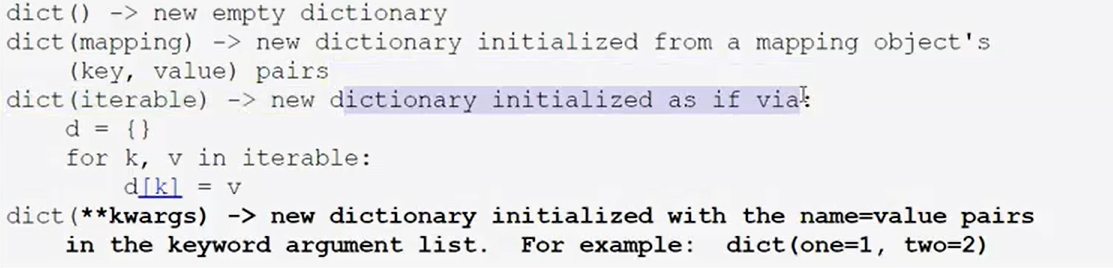 dict() -> new empty dictionary
dict(mapping) -> new dictionary initialized from a mapping object's
    (key, value) pairs
dict(iterable) -> new dictionary initialized as if via:
    d = {}
    for k, v in iterable:
        d[k] = v
dict(**kwargs) -> new dictionary initialized with the name=value pairs
    in the keyword argument list.  For example:  dict(one=1, two=2)